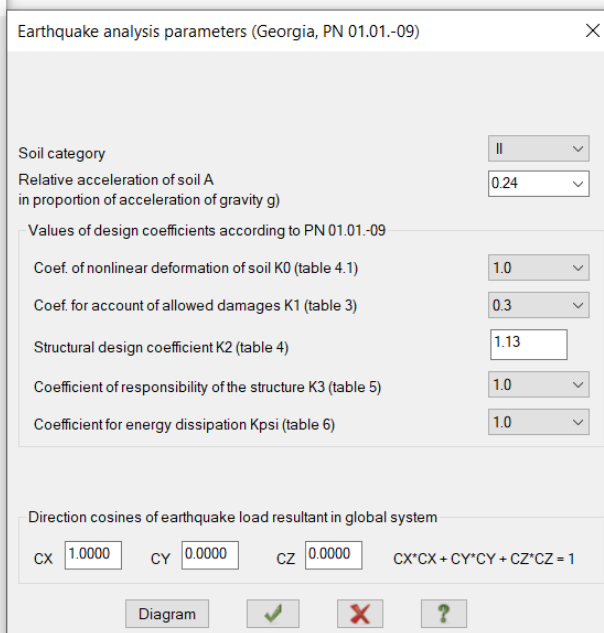 Earthquake analysis parameters (Georgia, PN 01.01.-09)
Soil category II
Relative acceleration of soil A
in proportion of acceleration of gravity g) 0.24
Values of design coefficients according to PN 01.01.-09
Coef. of nonlinear deformation of soil K0 (table 4.1) 1.0
Coef. for account of allowed damages K1 (table 3) 0.3
Structural design coefficient K2 (table 4) 1.13
Coefficient of responsibility of the structure K3 (table 5) 1.0
Coefficient for energy dissipation Kpsi (table 6) 1.0
Direction cosines of earthquake load resultant in global system
CX 1.0000 CY 0.0000 CZ 0.0000 CX*CX + CY*CY + CZ*CZ = 1
Diagram ?